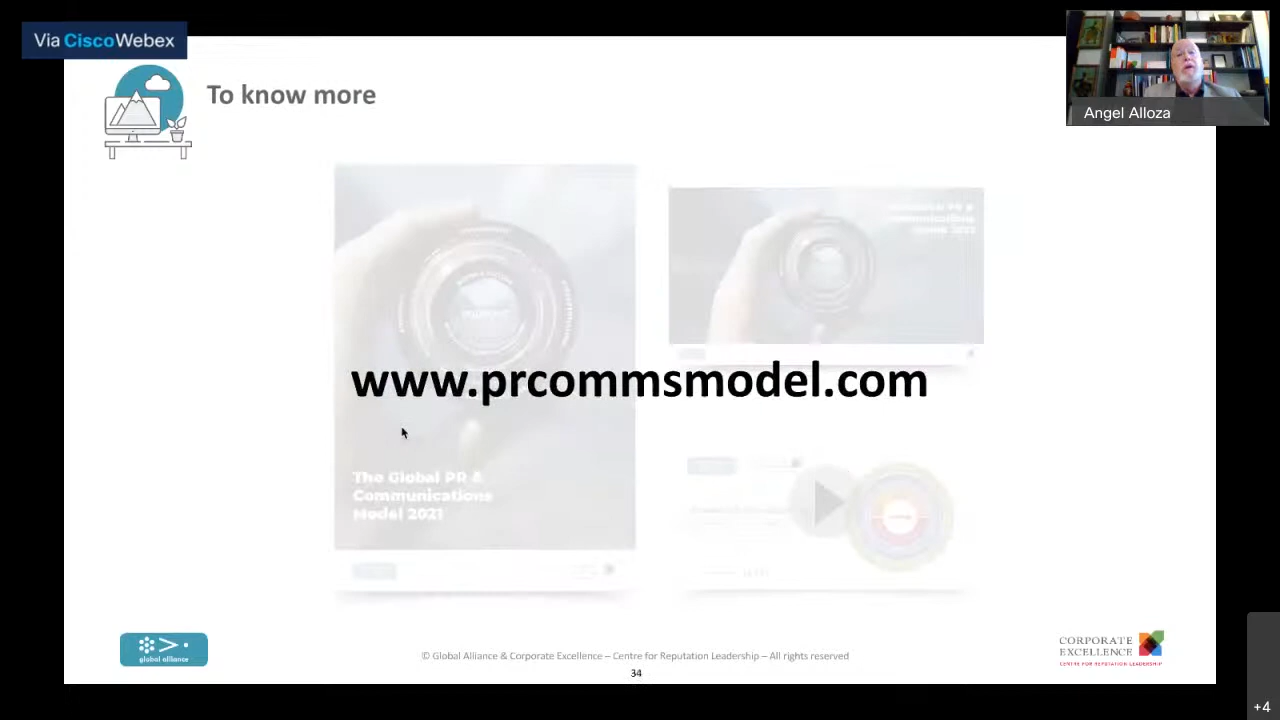 Via CiscoWebex
To know more
Angel Alloza
www.prcommsmodel.com
The Global PR &
Communications
Model 2021
global alliance
© Global Alliance & Corporate Excellence – Centre for Reputation Leadership – All rights reserved
34
CORPORATE
EXCELLENCE
CENTRE FOR REPUTATION LEADERSHIP
+4